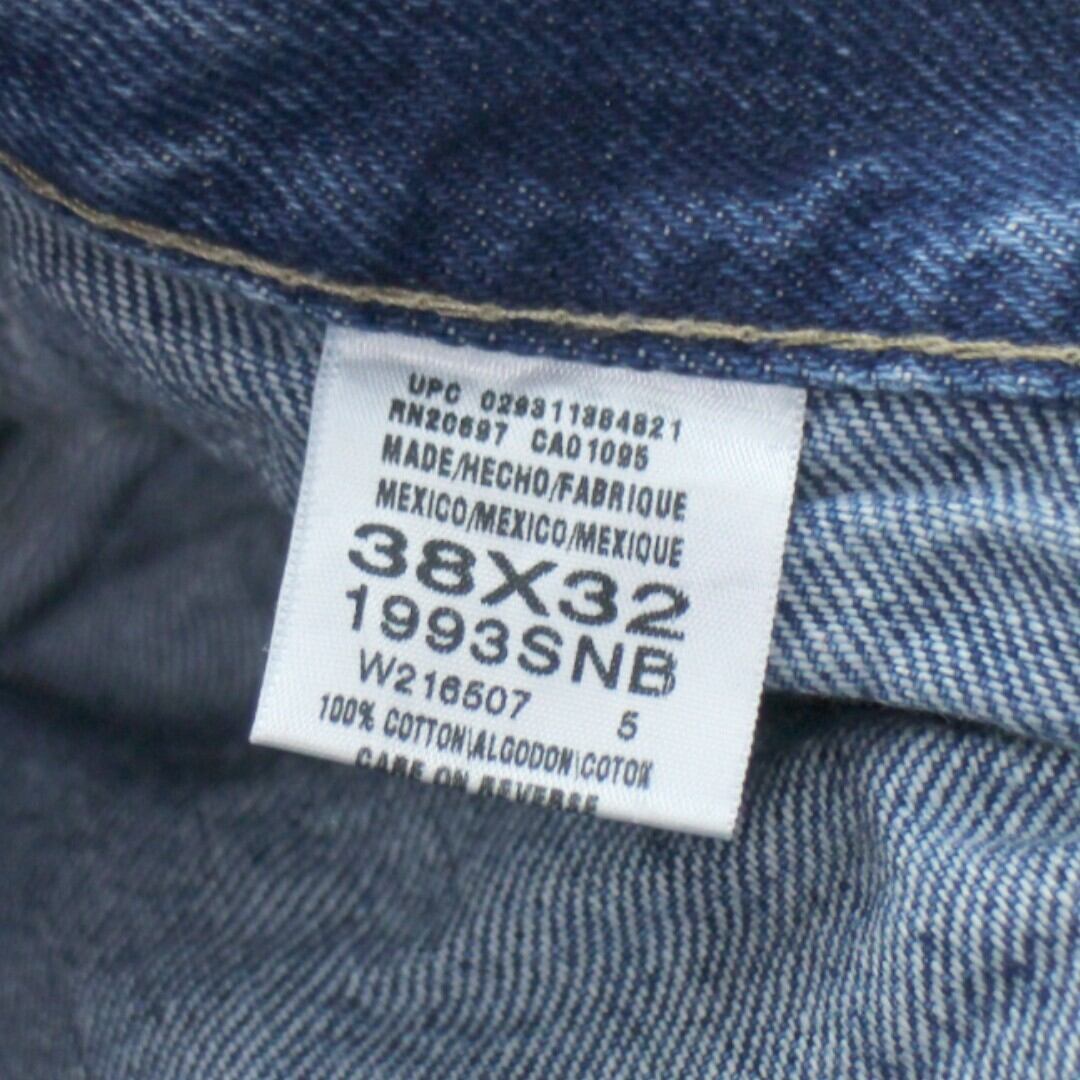 UPC 029311384821
RN20697 CA01095
MADE/HECHO/FABRIQUE
MEXICO/MEXICO/MEXIQUE
38X32
1993SNB
W216507 5
100% COTTON\ALGODON\COTON
CARE ON REVERSE